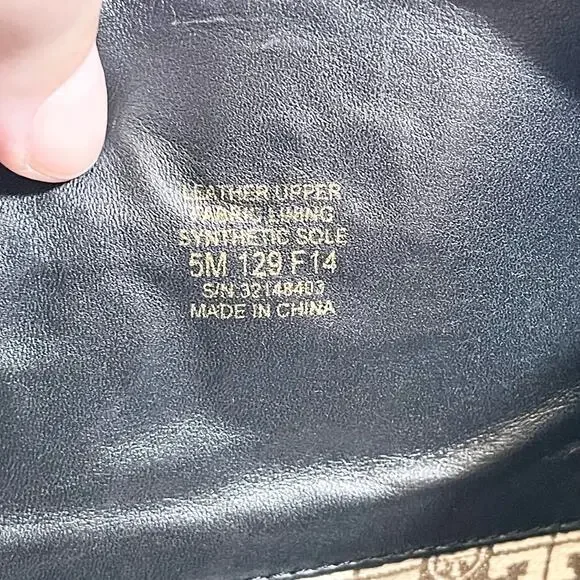 LEATHER UPPER
FABRIC LINING
SYNTHETIC SOLE
5M 129 F14
S/N 32148403
MADE IN CHINA